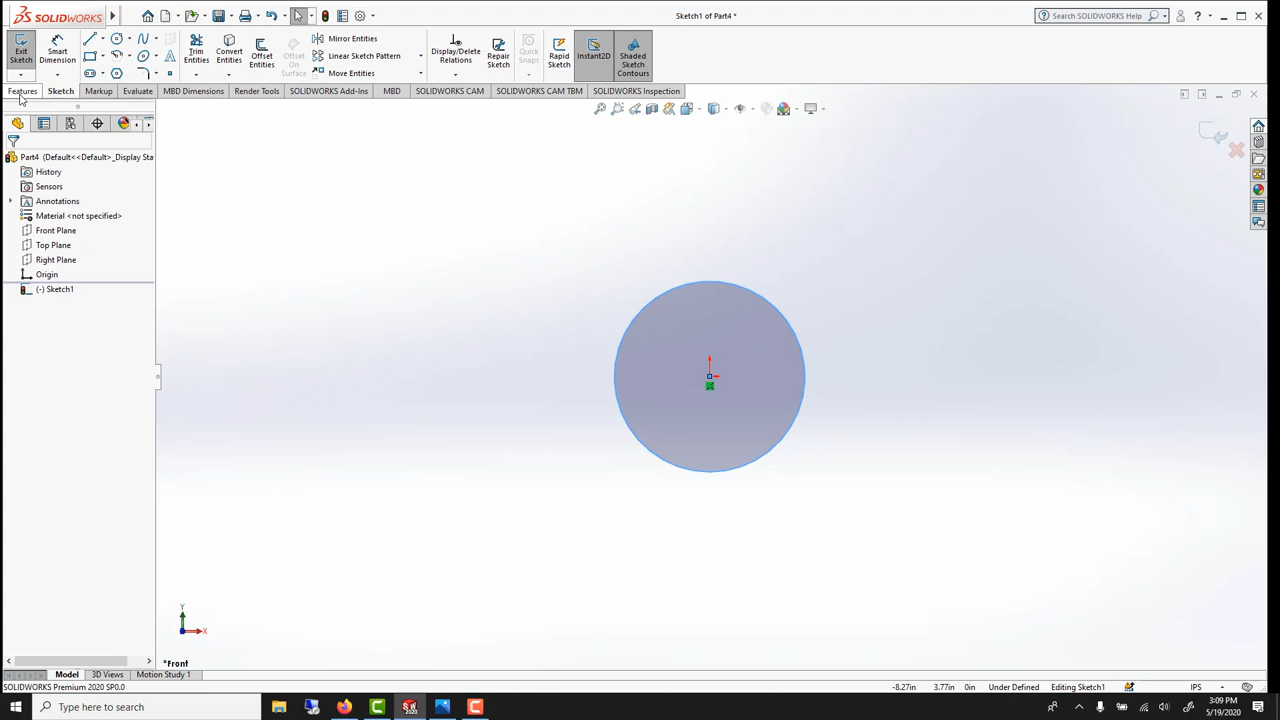 SOLIDWORKS
Sketch1 of Part4 *
Search SOLIDWORKS Help
Exit Sketch
Smart Dimension
Trim Entities
Convert Entities
Offset Entities
Offset On Surface
Mirror Entities
Linear Sketch Pattern
Move Entities
Display/Delete Relations
Repair Sketch
Quick Snaps
Rapid Sketch
Instant2D
Shaded Sketch Contours
Features Sketch Markup Evaluate MBD Dimensions Render Tools SOLIDWORKS Add-Ins MBD SOLIDWORKS CAM SOLIDWORKS CAM TBM SOLIDWORKS Inspection
Part4 (Default<<Default>_Display Sta
History
Sensors
Annotations
Material <not specified>
Front Plane
Top Plane
Right Plane
Origin
(-) Sketch1
Y
X
*Front
Model 3D Views Motion Study 1
SOLIDWORKS Premium 2020 SP0.0
-8.27in 3.77in 0in Under Defined Editing Sketch1 IPS
Type here to search
3:09 PM
5/19/2020